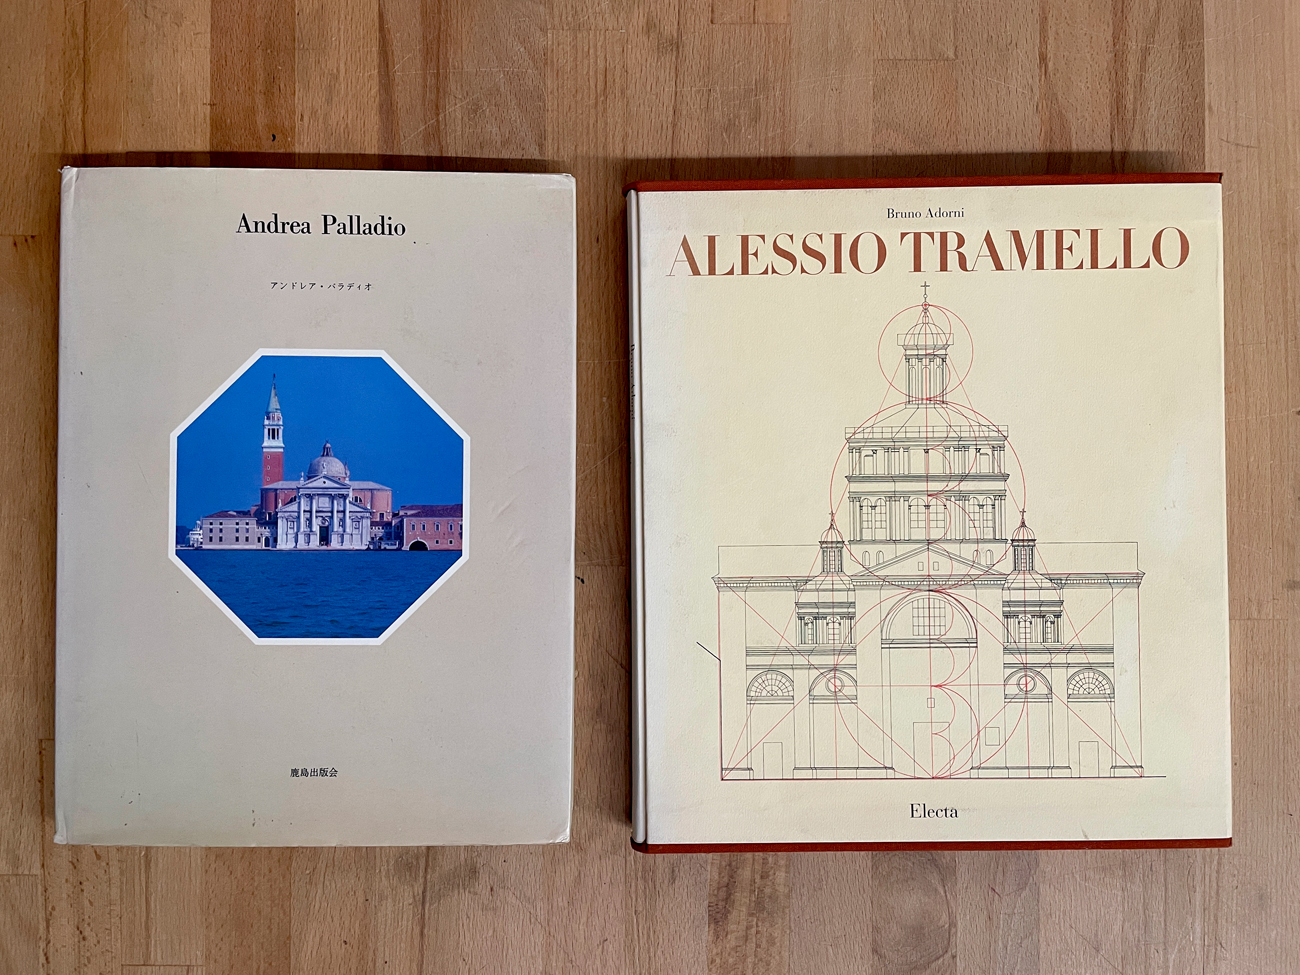 Andrea Palladio
アンドレア・パラディオ
鹿島出版会
Bruno Adorni
ALESSIO TRAMELLO
Electa